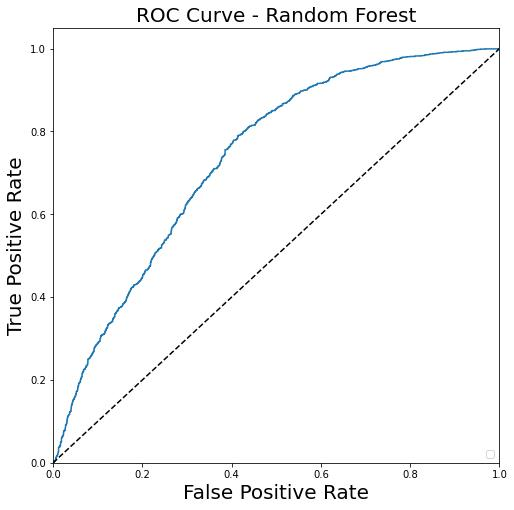 ROC Curve - Random Forest
1.0
0.8
0.6
0.4
0.2
0.0
True Positive Rate
0.0 0.2 0.4 0.6 0.8 1.0
False Positive Rate